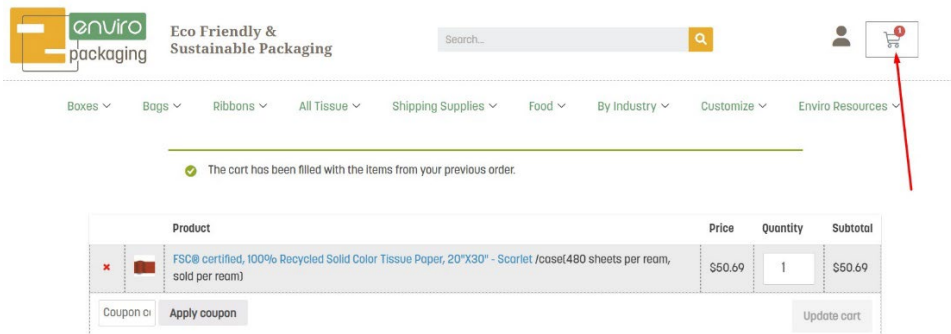 enviro
packaging
Eco Friendly &
Sustainable Packaging
Search...
1
Boxes Bags Ribbons All Tissue Shipping Supplies Food By Industry Customize Enviro Resources
The cart has been filled with the items from your previous order.
Product Price Quantity Subtotal
FSC® certified, 100% Recycled Solid Color Tissue Paper, 20"X30" - Scarlet /case(480 sheets per ream,
sold per ream)
$50.69 1 $50.69
Coupon Apply coupon Update cart